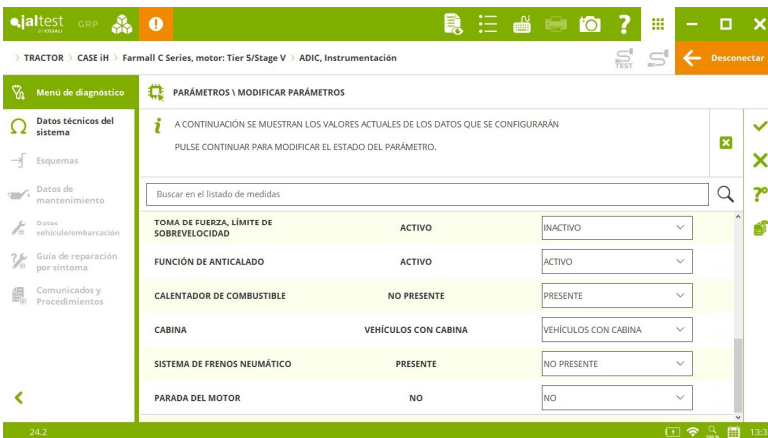 jaltest GRP
BY COJALI
> TRACTOR > CASE iH > Farmall C Series, motor: Tier 5/Stage V > ADIC, Instrumentación
TEST
Desconectar
Menú de diagnóstico
PARÁMETROS \ MODIFICAR PARÁMETROS
Datos técnicos del
sistema
Esquemas
Datos de
mantenimiento
Datos
vehículo/embarcación
Guía de reparación
por síntoma
Comunicados y
Procedimientos
A CONTINUACIÓN SE MUESTRAN LOS VALORES ACTUALES DE LOS DATOS QUE SE CONFIGURARÁN
PULSE CONTINUAR PARA MODIFICAR EL ESTADO DEL PARÁMETRO.
Buscar en el listado de medidas
TOMA DE FUERZA, LÍMITE DE
SOBREVELOCIDAD ACTIVO INACTIVO
FUNCIÓN DE ANTICALADO ACTIVO ACTIVO
CALENTADOR DE COMBUSTIBLE NO PRESENTE PRESENTE
CABINA VEHÍCULOS CON CABINA VEHÍCULOS CON CABINA
SISTEMA DE FRENOS NEUMÁTICO PRESENTE NO PRESENTE
PARADA DEL MOTOR NO NO
24.2
100 %
13:3